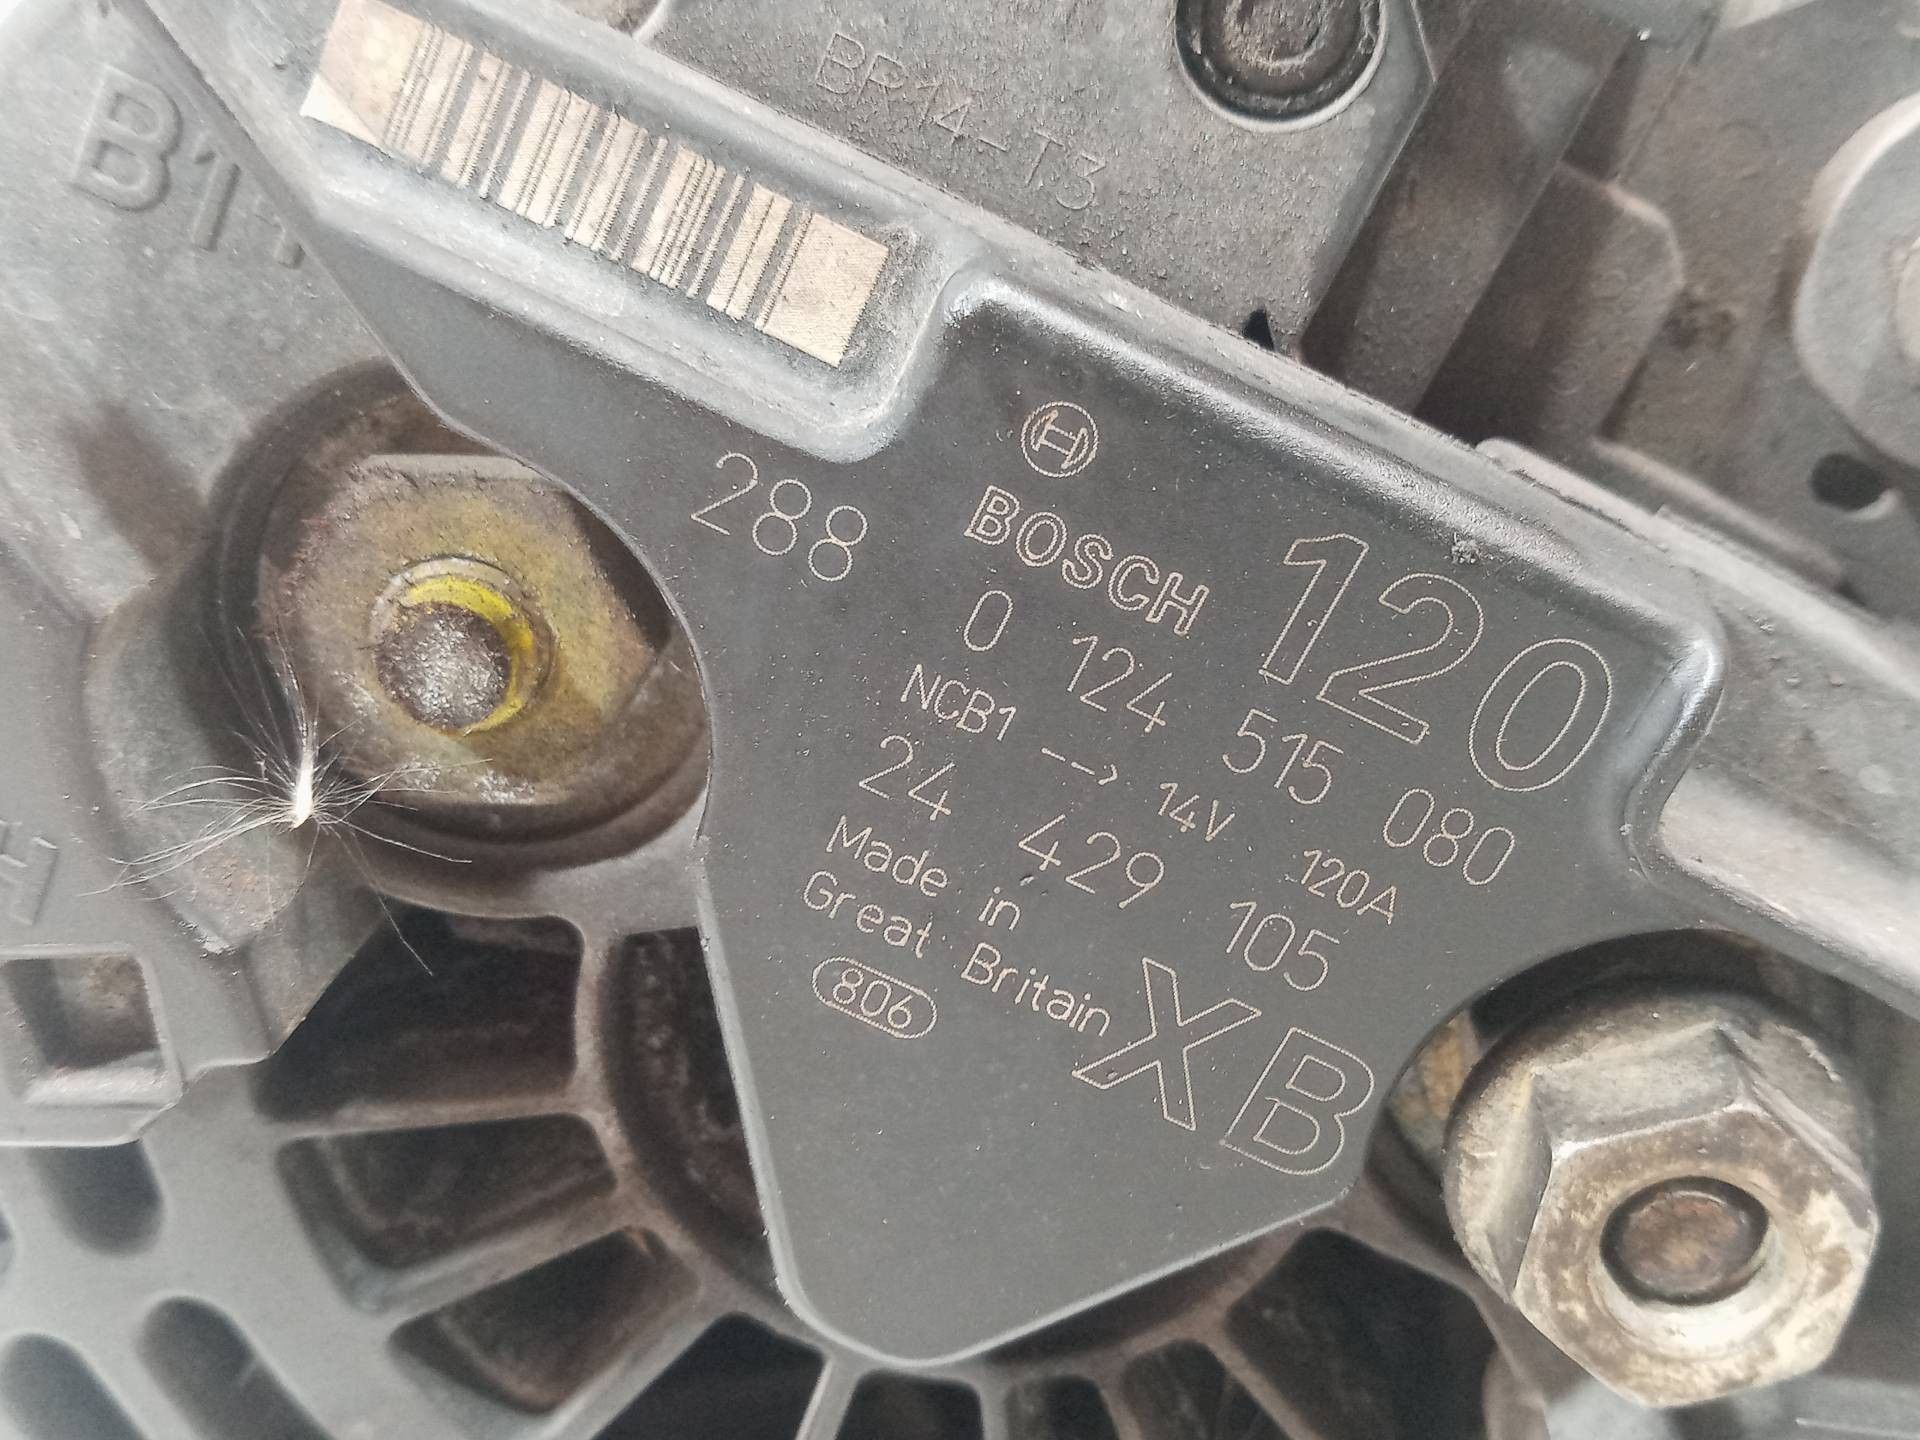 BR14-T3
B11
288
BOSCH
120
0 124 515 080
NCB1 --> 14V 120A
24 429 105
Made in
Great Britain
XB
806
H